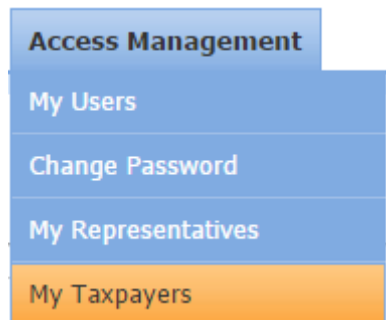 Access Management
My Users
Change Password
My Representatives
My Taxpayers